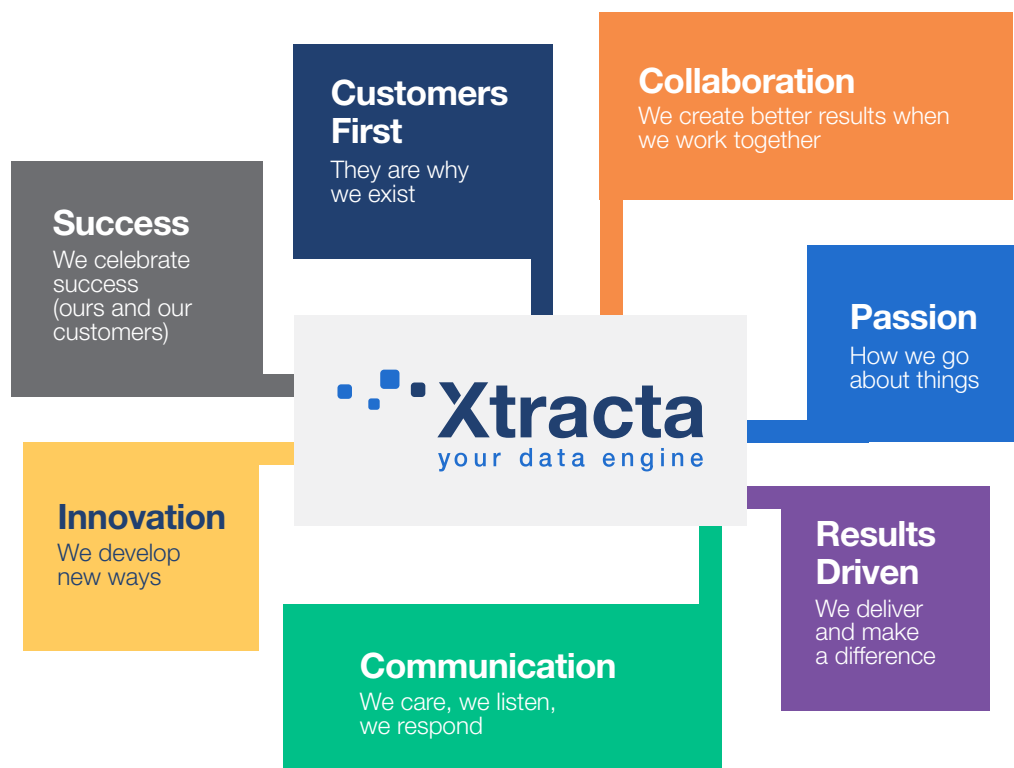 Customers
First
They are why
we exist
Collaboration
We create better results when
we work together
Success
We celebrate
success
(ours and our
customers)
Passion
How we go
about things
Xtracta
your data engine
Innovation
We develop
new ways
Results
Driven
We deliver
and make
a difference
Communication
We care, we listen,
we respond